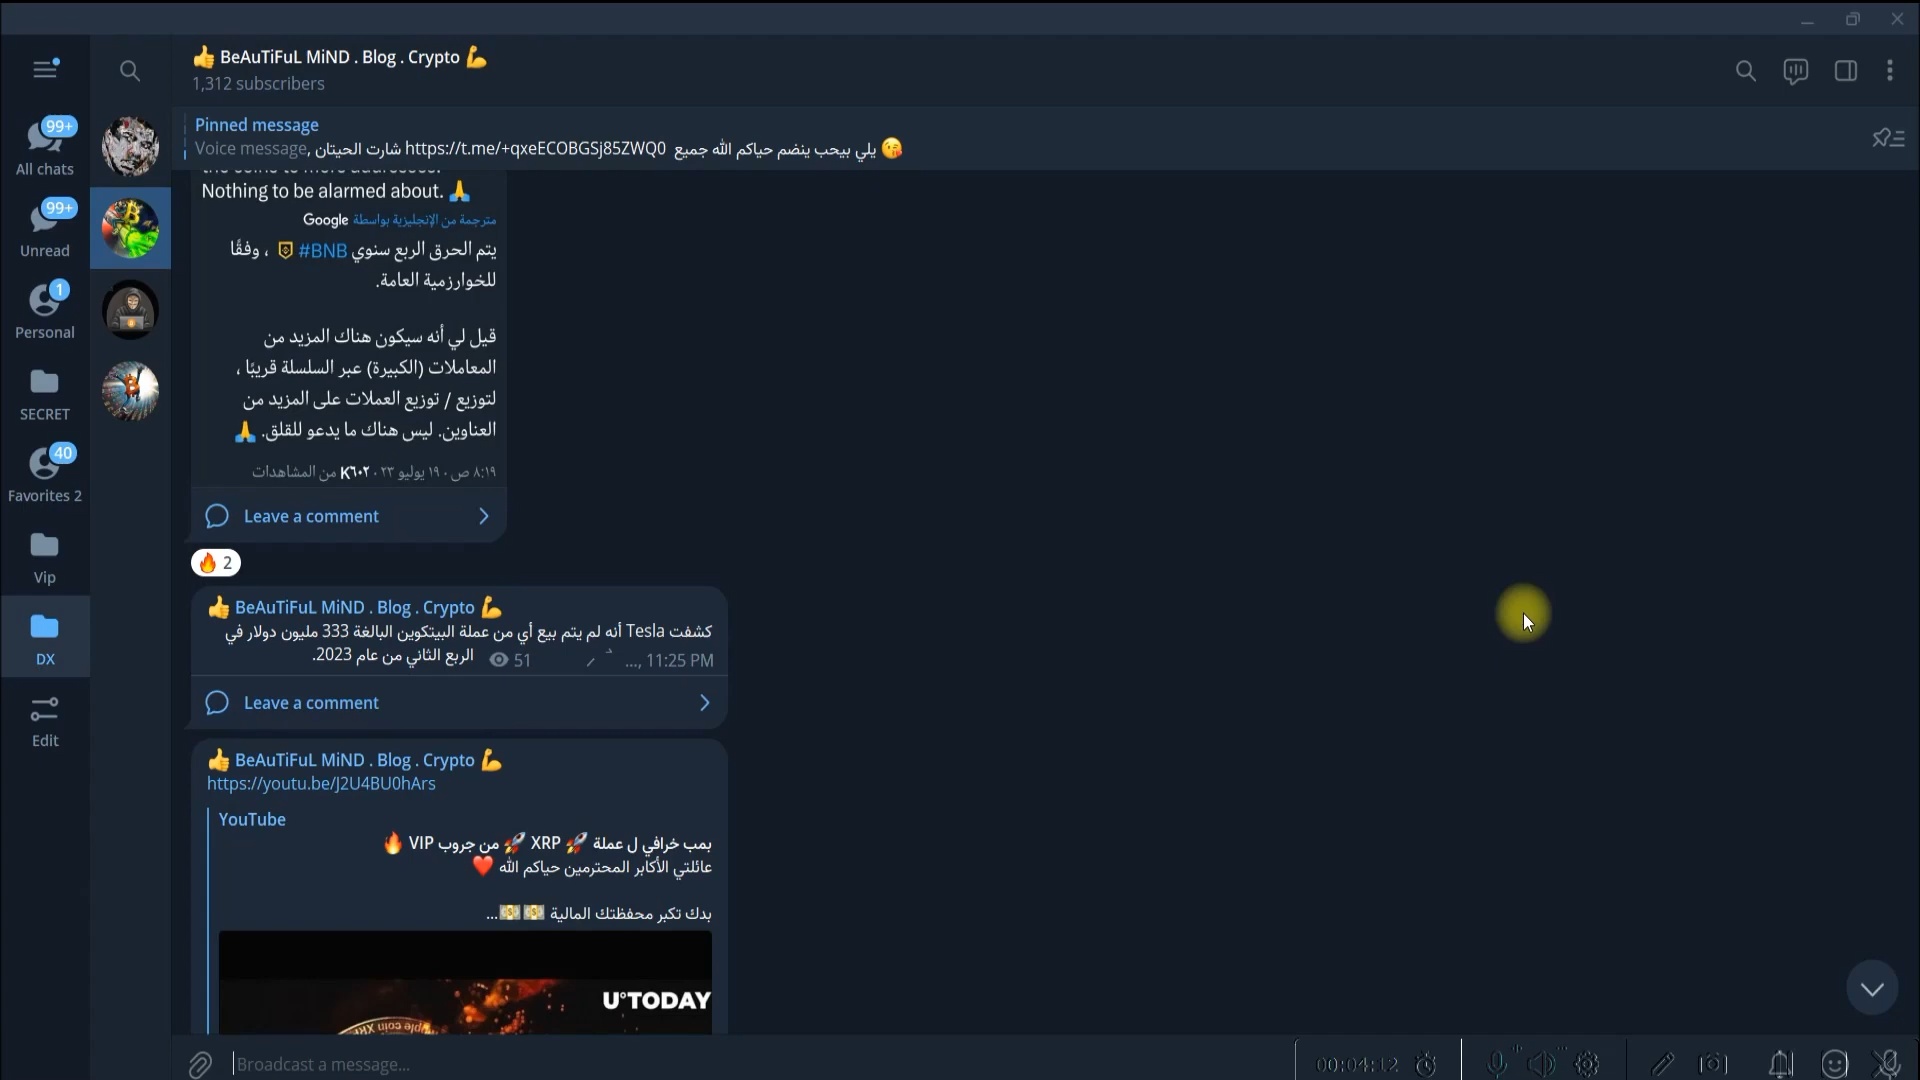 👍 BeAuTiFuL MiND . Blog . Crypto 💪
1,312 subscribers
Pinned message
Voice message, شارت الحيتان https://t.me/+qxeECOBGSj85ZWQ0 يلي بيحب ينضم حياكم الله جميع 😘
99+
All chats
99+
Unread
1
Personal
SECRET
40
Favorites 2
Vip
DX
Edit
Nothing to be alarmed about. 🙏
مترجمة من الإنجليزية بواسطة Google
يتم الحرق الربع سنوي #BNB ، وفقًا
للخوارزمية العامة.
قيل لي أنه سيكون هناك المزيد من
المعاملات (الكبيرة) عبر السلسلة قريبًا ،
لتوزيع / توزيع العملات على المزيد من
العناوين. ليس هناك ما يدعو للقلق. 🙏
٨:١٩ ص · ١٩ يوليو ٢٣ · ٦٠٢K من المشاهدات
Leave a comment
🔥 2
👍 BeAuTiFuL MiND . Blog . Crypto 💪
كشفت Tesla أنه لم يتم بيع أي من عملة البيتكوين البالغة 333 مليون دولار في
الربع الثاني من عام 2023.
51
..., 11:25 PM
Leave a comment
👍 BeAuTiFuL MiND . Blog . Crypto 💪
https://youtu.be/J2U4BU0hArs
YouTube
بمب خرافي ل عملة 🚀 XRP 🚀 من جروب VIP 🔥
عائلتي الأكابر المحترمين حياكم الله ❤️
بدك تكبر محفظتك المالية 💵💵...
U°TODAY
Broadcast a message...
00:04:12